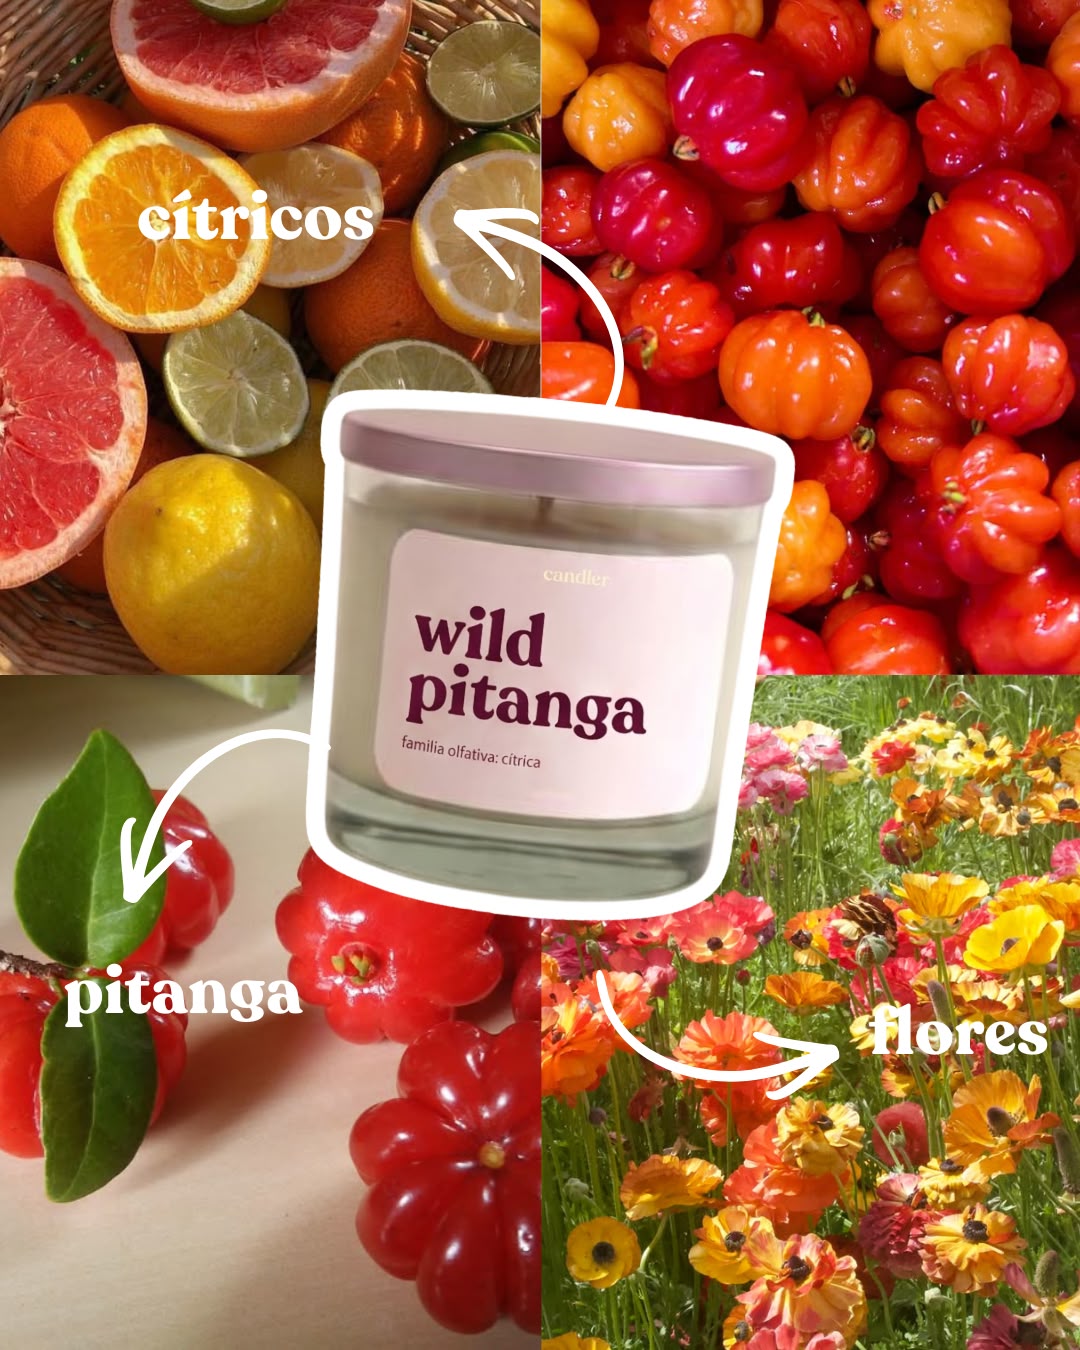 cítricos
candler
wild
pitanga
familia olfativa: cítrica
pitanga
flores